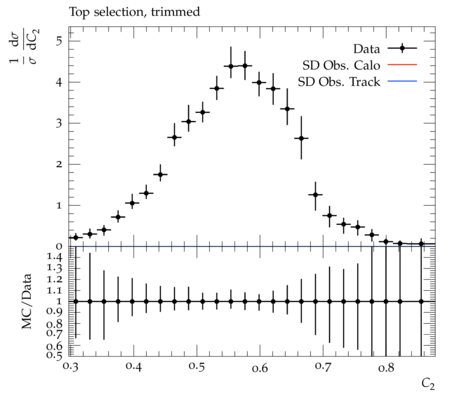 Top selection, trimmed
1/σ dσ/dC₂
5
4
3
2
1
0
Data
SD Obs. Calo
SD Obs. Track
MC/Data
1.4
1.3
1.2
1.1
1
0.9
0.8
0.7
0.6
0.5
0.3 0.4 0.5 0.6 0.7 0.8
C₂